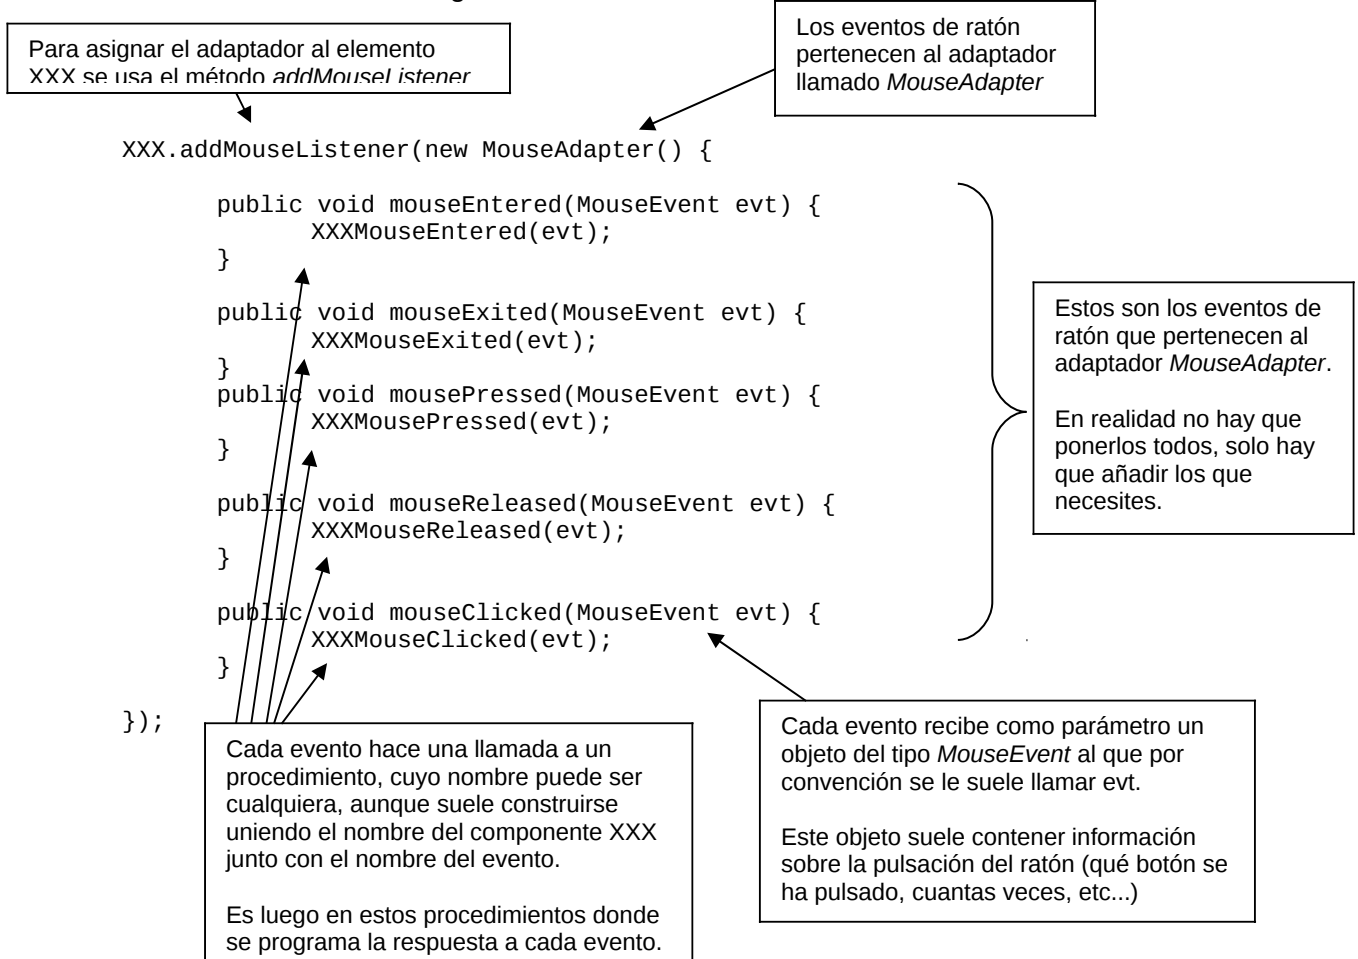 Para asignar el adaptador al elemento
XXX se usa el método addMouseListener
Los eventos de ratón
pertenecen al adaptador
llamado MouseAdapter
XXX.addMouseListener(new MouseAdapter() {
public void mouseEntered(MouseEvent evt) {
XXXMouseEntered(evt);
}
public void mouseExited(MouseEvent evt) {
XXXMouseExited(evt);
}
public void mousePressed(MouseEvent evt) {
XXXMousePressed(evt);
}
public void mouseReleased(MouseEvent evt) {
XXXMouseReleased(evt);
}
public void mouseClicked(MouseEvent evt) {
XXXMouseClicked(evt);
}
});
Estos son los eventos de
ratón que pertenecen al
adaptador MouseAdapter.
En realidad no hay que
ponerlos todos, solo hay
que añadir los que
necesites.
Cada evento hace una llamada a un
procedimiento, cuyo nombre puede ser
cualquiera, aunque suele construirse
uniendo el nombre del componente XXX
junto con el nombre del evento.
Es luego en estos procedimientos donde
se programa la respuesta a cada evento.
Cada evento recibe como parámetro un
objeto del tipo MouseEvent al que por
convención se le suele llamar evt.
Este objeto suele contener información
sobre la pulsación del ratón (qué botón se
ha pulsado, cuantas veces, etc...)